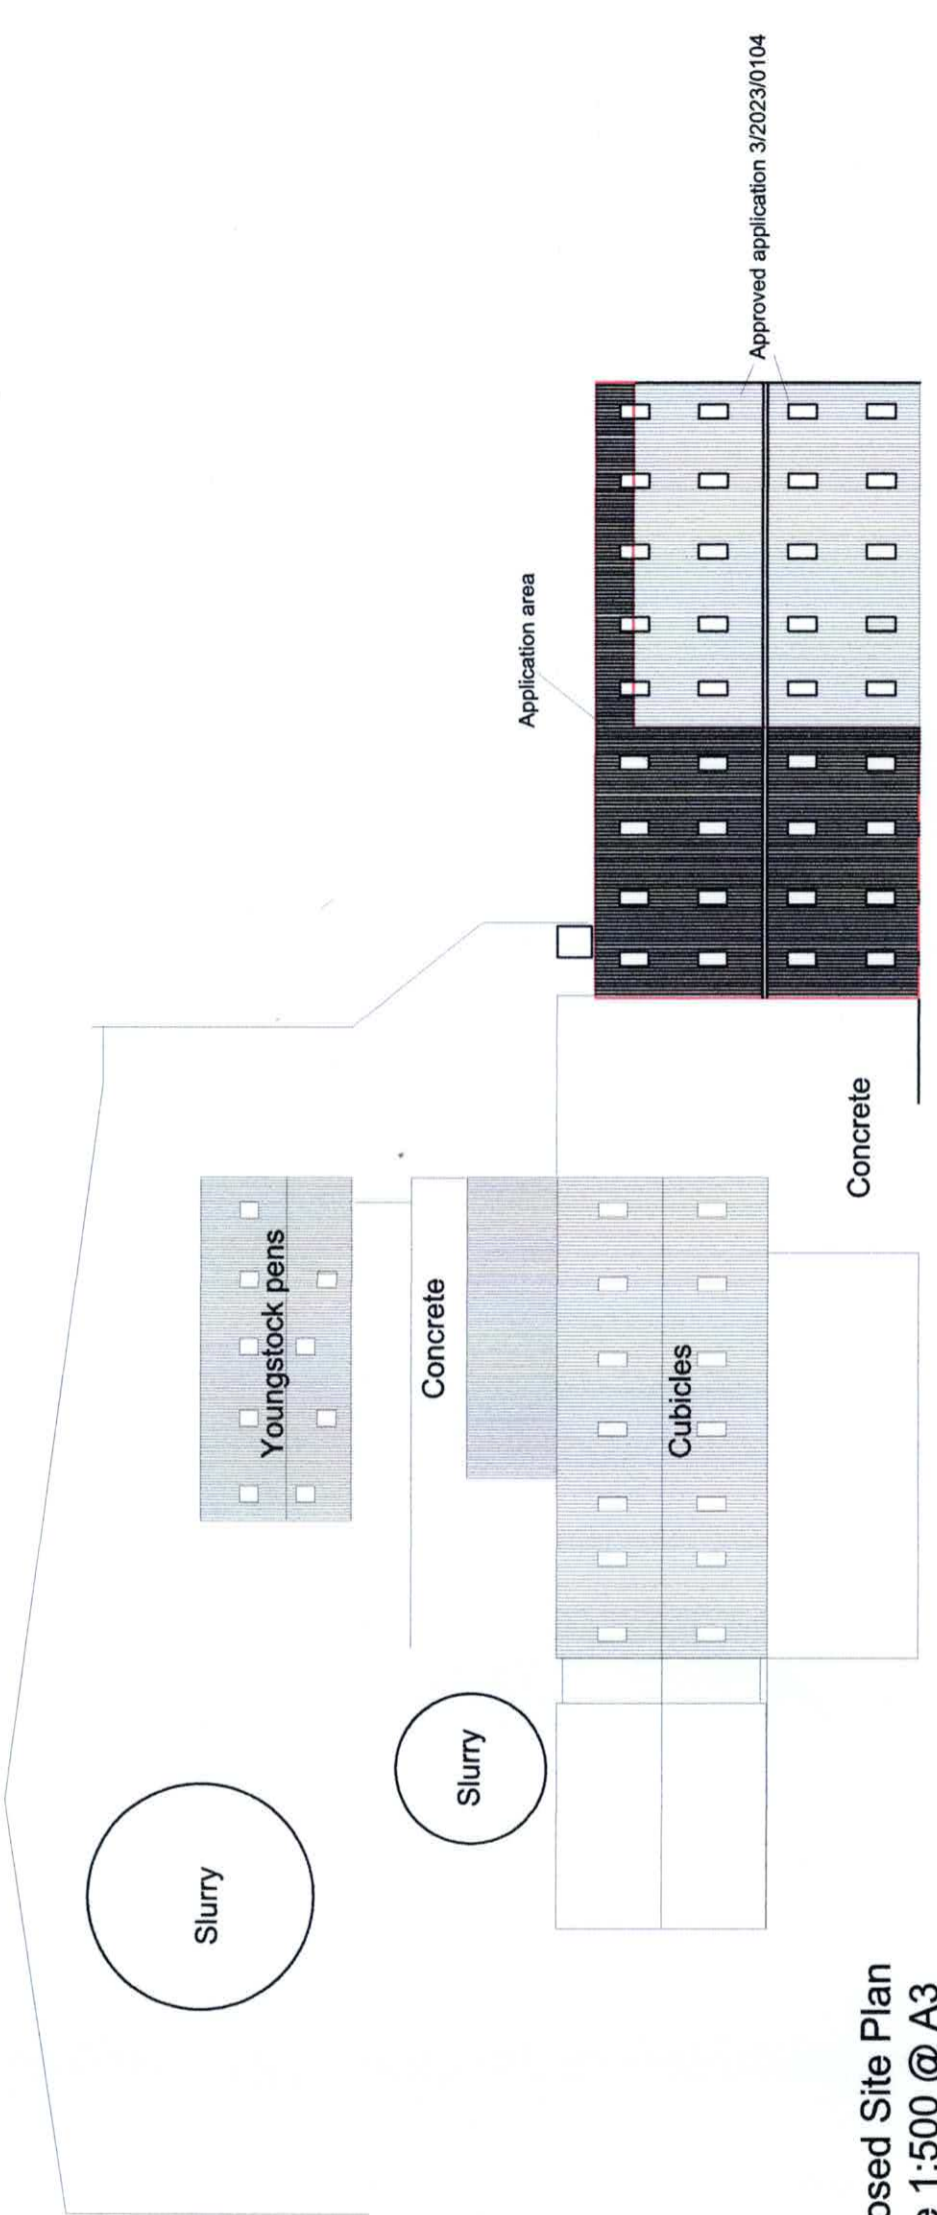 Slurry
Slurry
Youngstock pens
Concrete
Cubicles
Concrete
Application area
Approved application 3/2023/0104
osed Site Plan
1:500 @ A3